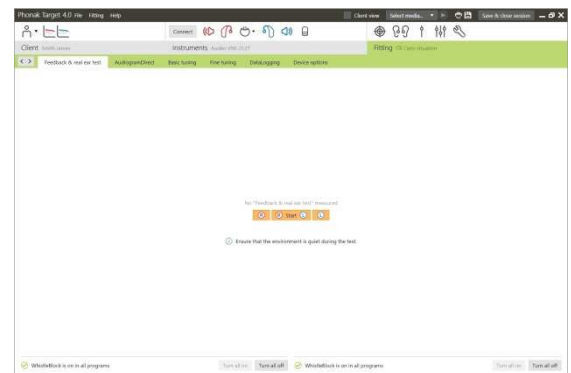 Phonak Target 4.0 File Fitting Help Client view Select media... Save & close session
Connect
Client Instruments Fitting
Feedback & real ear test AudiogramDirect Basic tuning Fine tuning DataLogging Device options
No "Feedback & real ear test" measured
R R Start L L
Ensure that the environment is quiet during the test
WhistleBlock is on in all programs Turn all on Turn all off WhistleBlock is on in all programs Turn all on Turn all off